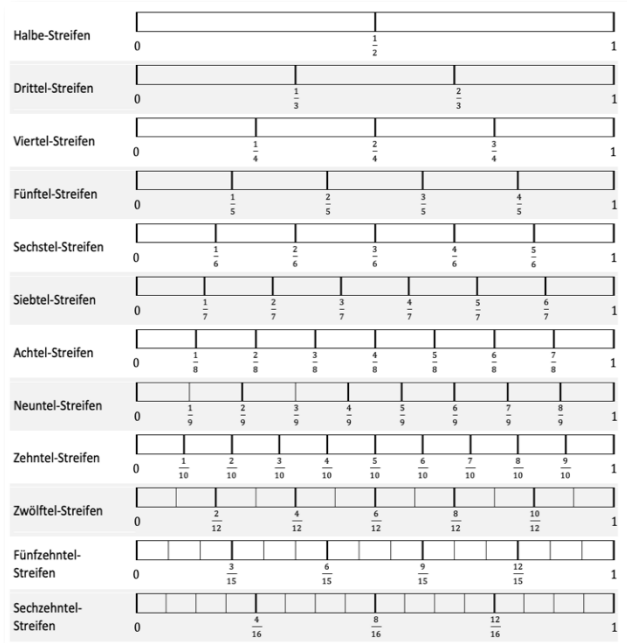 Halbe-Streifen
0 1/2 1
Drittel-Streifen
0 1/3 2/3 1
Viertel-Streifen
0 1/4 2/4 3/4 1
Fünftel-Streifen
0 1/5 2/5 3/5 4/5 1
Sechstel-Streifen
0 1/6 2/6 3/6 4/6 5/6 1
Siebtel-Streifen
0 1/7 2/7 3/7 4/7 5/7 6/7 1
Achtel-Streifen
0 1/8 2/8 3/8 4/8 5/8 6/8 7/8 1
Neuntel-Streifen
0 1/9 2/9 3/9 4/9 5/9 6/9 7/9 8/9 1
Zehntel-Streifen
0 1/10 2/10 3/10 4/10 5/10 6/10 7/10 8/10 9/10 1
Zwölftel-Streifen
0 2/12 4/12 6/12 8/12 10/12 1
Fünfzehntel-
Streifen
0 3/15 6/15 9/15 12/15 1
Sechzehntel-
Streifen
0 4/16 8/16 12/16 1